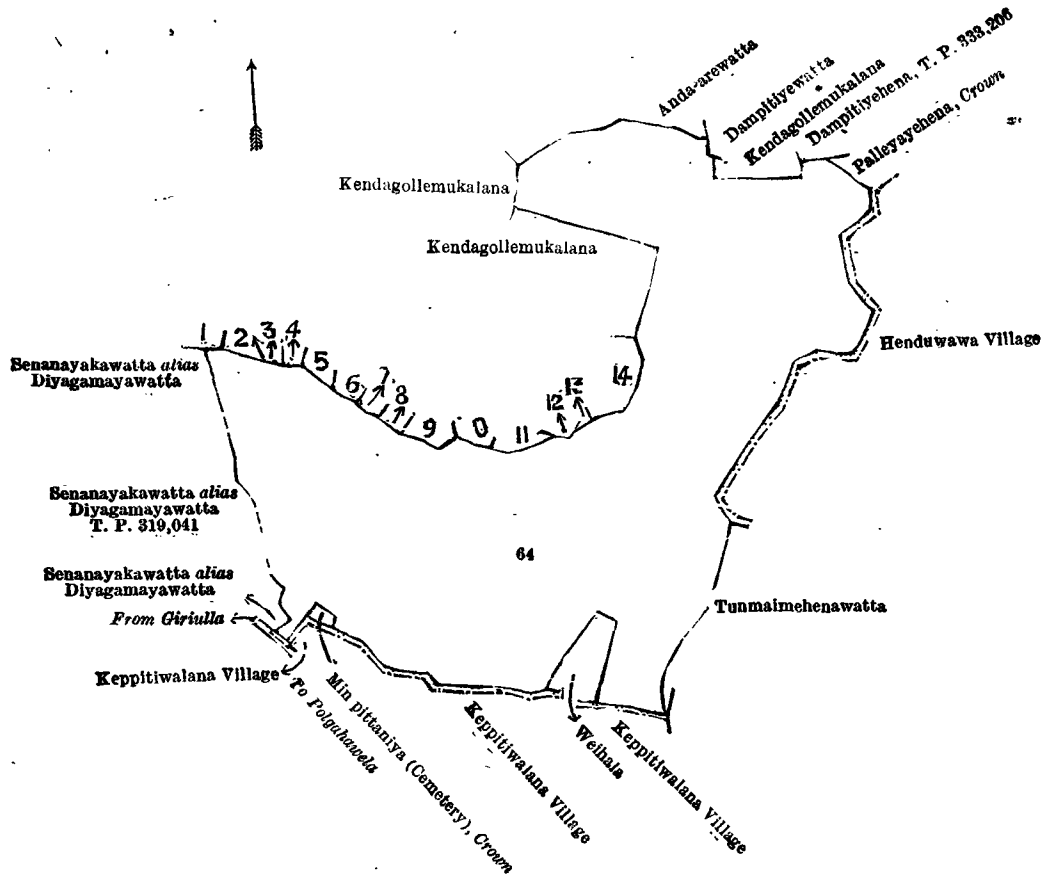 Anda-arewatta
Dampitiyewatta
Kendagollemukalana
Dampitiyehena, T. P. 333,206
Palleyayehena, Crown
Kendagollemukalana
Kendagollemukalana
Henduwawa Village
1 2 3 4 5 6 7 8 9 0 11 12 13 14
Senanayakawatta alias
Diyagamayawatta
Senanayakawatta alias
Diyagamayawatta
T. P. 319,041
64
Senanayakawatta alias
Diyagamayawatta
From Giriulla
Tunmaimehenawatta
Keppitiwalana Village
To Polgahawela
Min pittaniya (Cemetery), Crown
Keppitiwalana Village
Weihala
Keppitiwalana Village